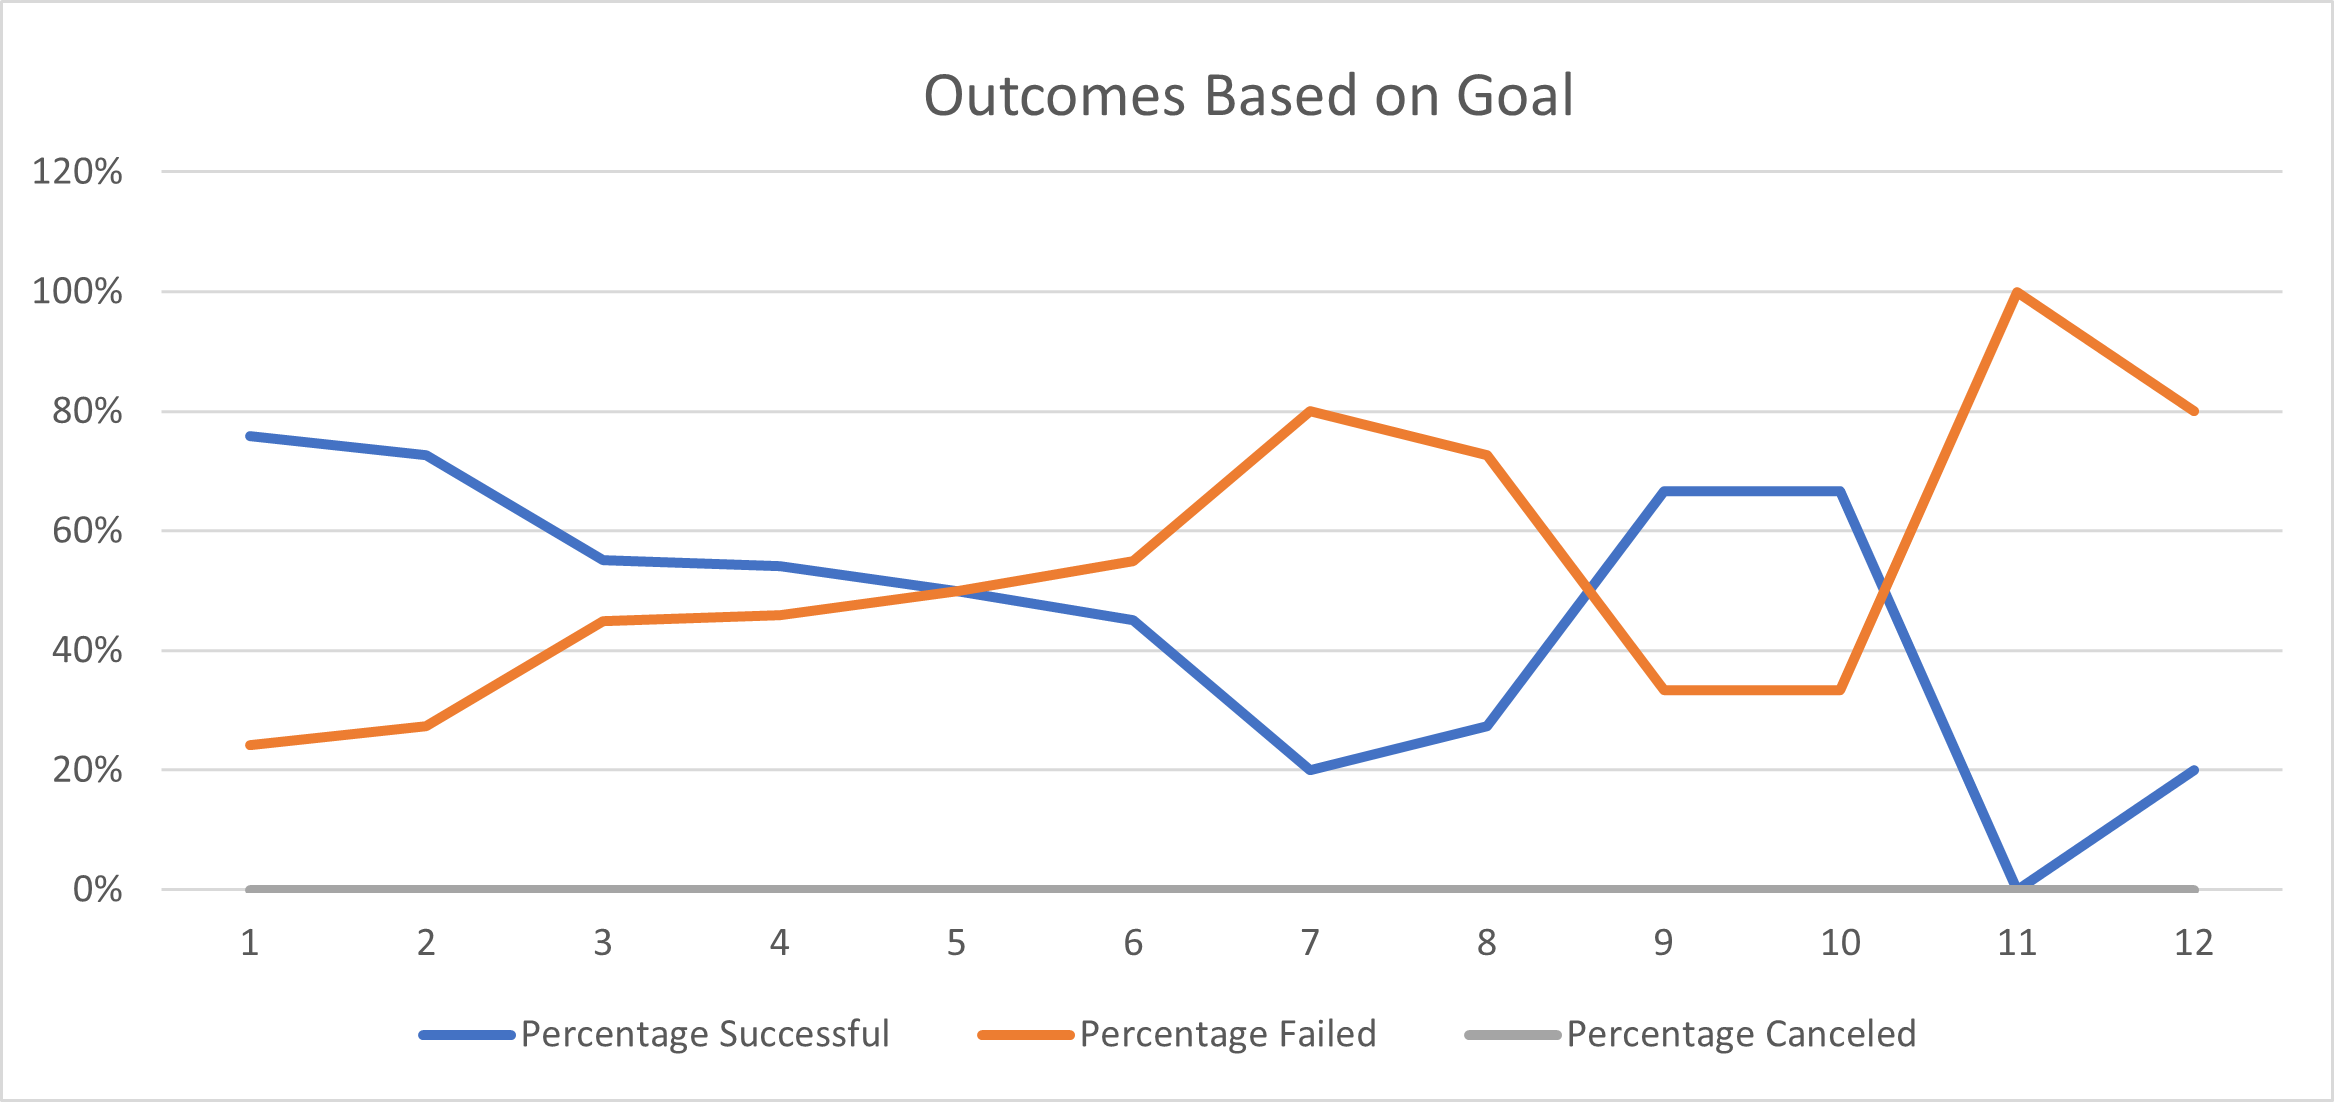 Outcomes Based on Goal
120%
100%
80%
60%
40%
20%
0%
1 2 3 4 5 6 7 8 9 10 11 12
Percentage Successful Percentage Failed Percentage Canceled